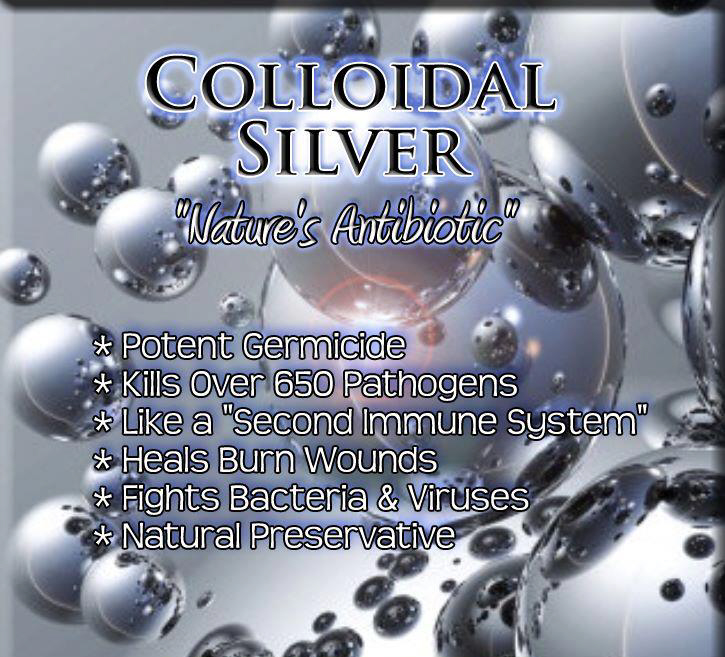 COLLOIDAL
SILVER
"Nature's Antibiotic"
* Potent Germicide
* Kills Over 650 Pathogens
* Like a "Second Immune System"
* Heals Burn Wounds
* Fights Bacteria & Viruses
* Natural Preservative